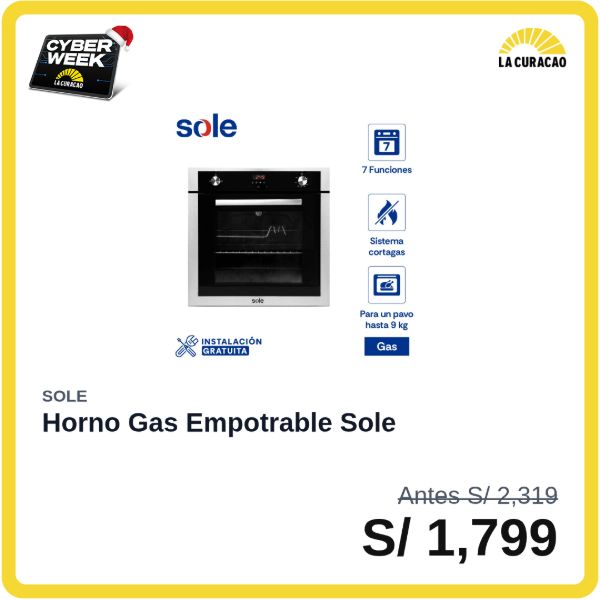 CYBER
WEEK
LA CURACAO
LA CURACAO
sole
7
7 Funciones
Sistema
cortagas
Para un pavo
hasta 9 kg
Gas
sole
INSTALACIÓN
GRATUITA
SOLE
Horno Gas Empotrable Sole
Antes S/ 2,319
S/ 1,799